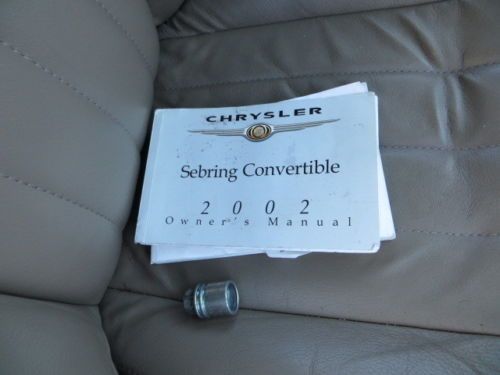 CHRYSLER
Sebring Convertible
2002
Owner's Manual